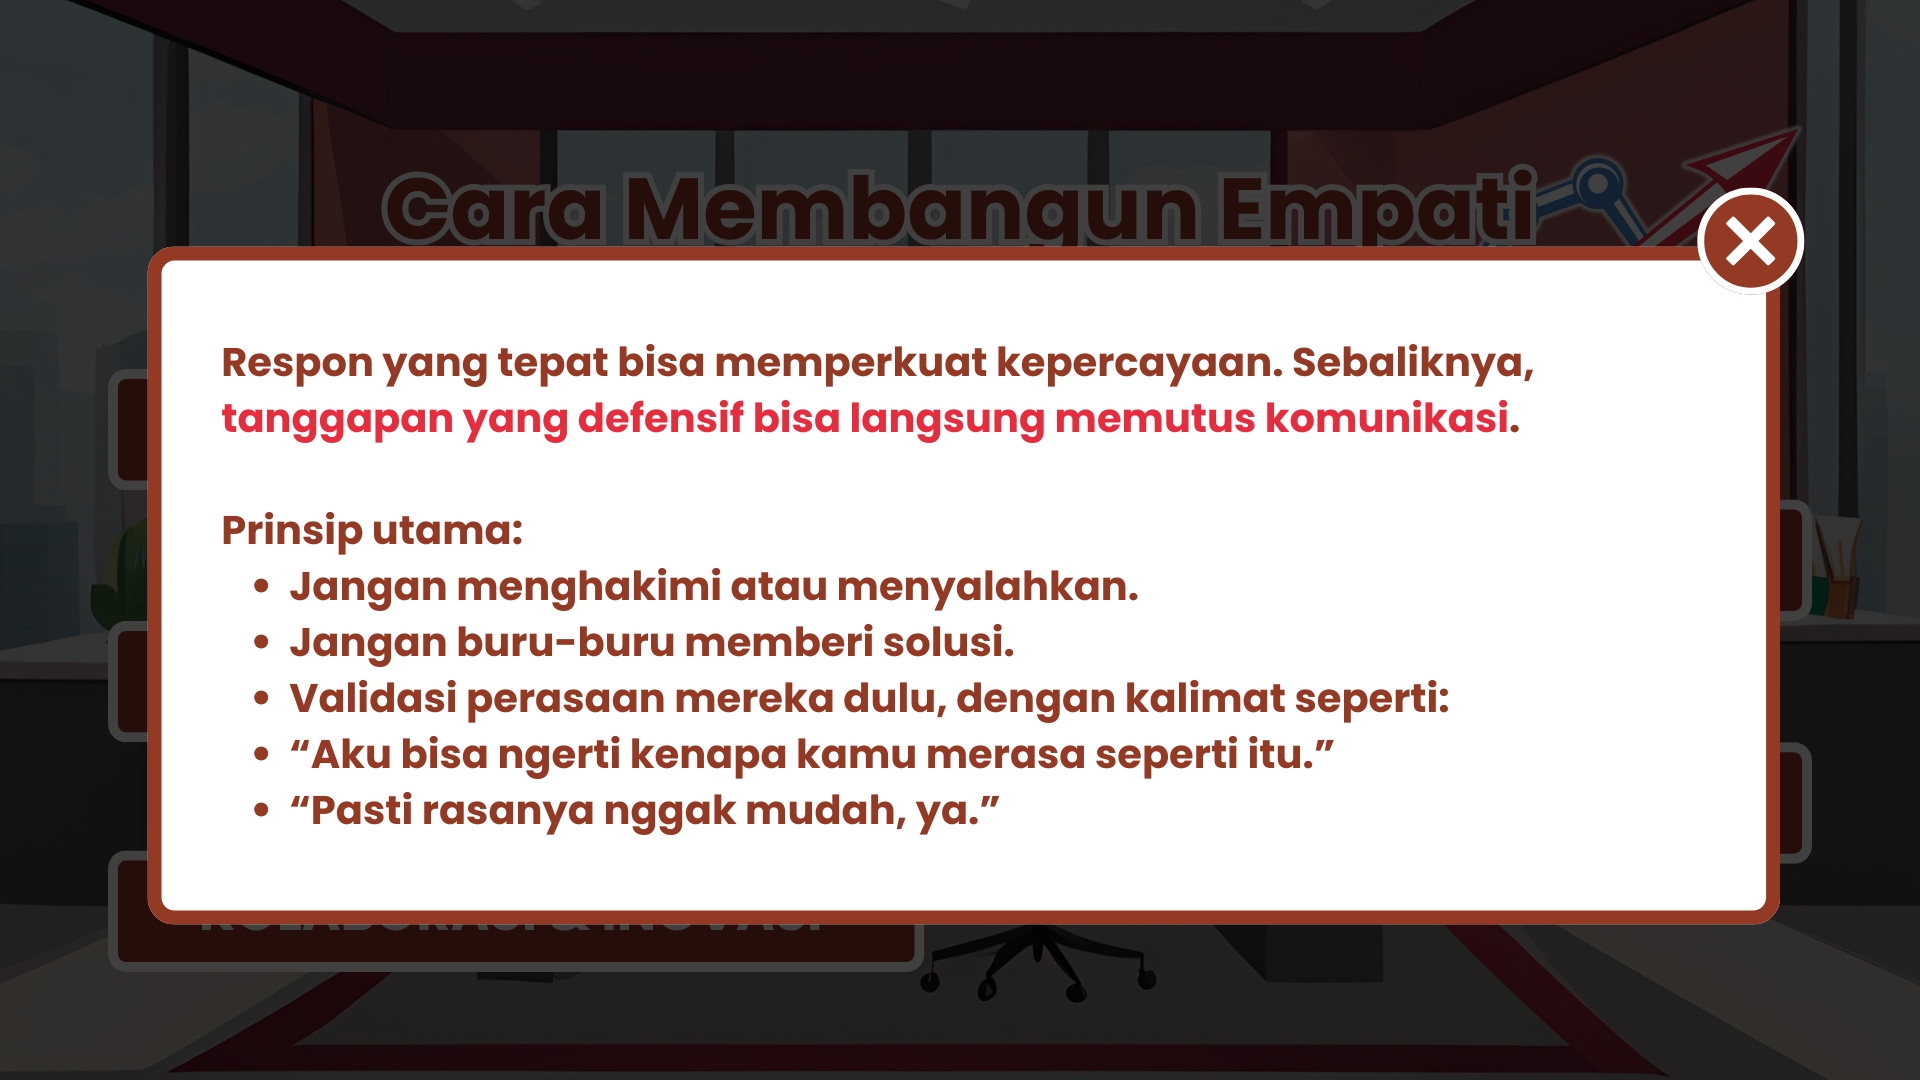 Cara Membangun Empati
Respon yang tepat bisa memperkuat kepercayaan. Sebaliknya,
tanggapan yang defensif bisa langsung memutus komunikasi.
Prinsip utama:
• Jangan menghakimi atau menyalahkan.
• Jangan buru-buru memberi solusi.
• Validasi perasaan mereka dulu, dengan kalimat seperti:
• “Aku bisa ngerti kenapa kamu merasa seperti itu.”
• “Pasti rasanya nggak mudah, ya.”
KOLABORASI & INOVASI